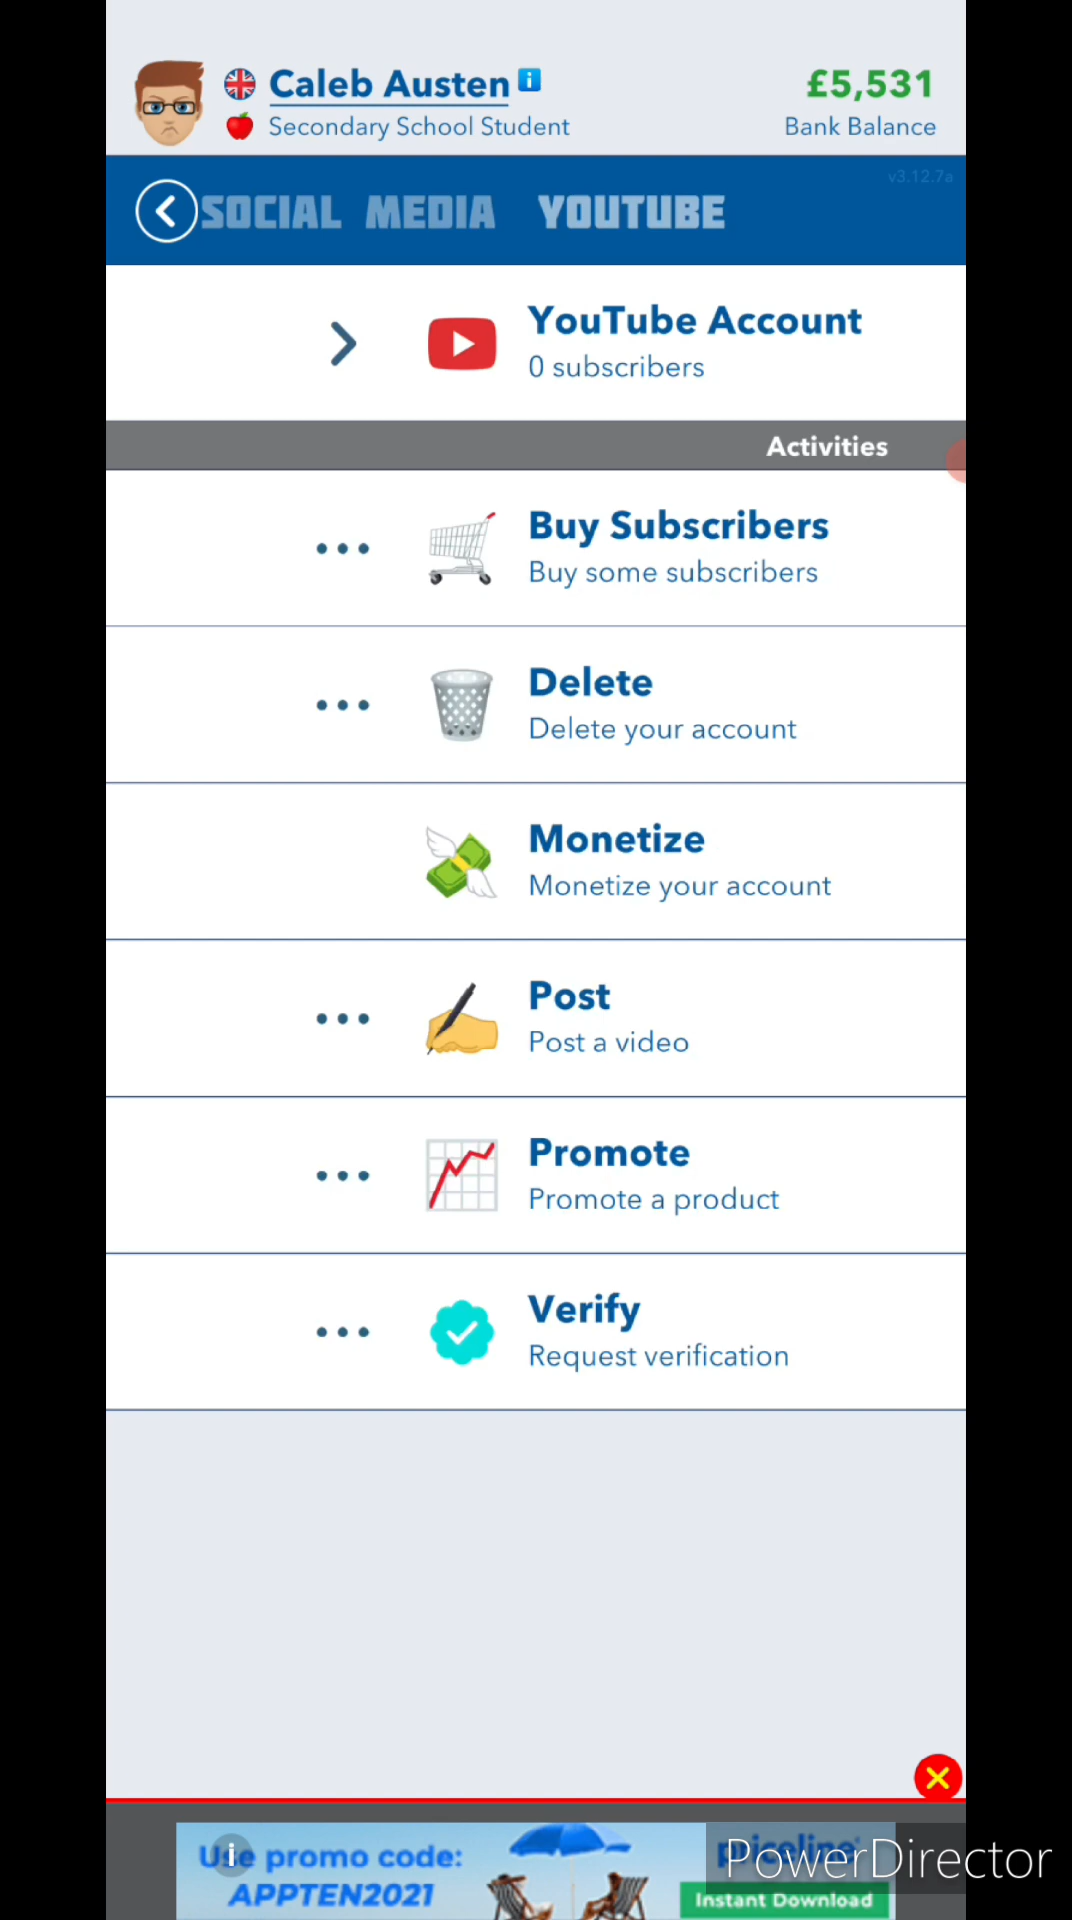 Caleb Austen
£5,531
Secondary School Student
Bank Balance
v3.12.7a
SOCIAL MEDIA YOUTUBE
YouTube Account
0 subscribers
Activities
Buy Subscribers
Buy some subscribers
Delete
Delete your account
Monetize
Monetize your account
Post
Post a video
Promote
Promote a product
Verify
Request verification
Use promo code:
APPTEN2021
priceline
PowerDirector
Instant Download